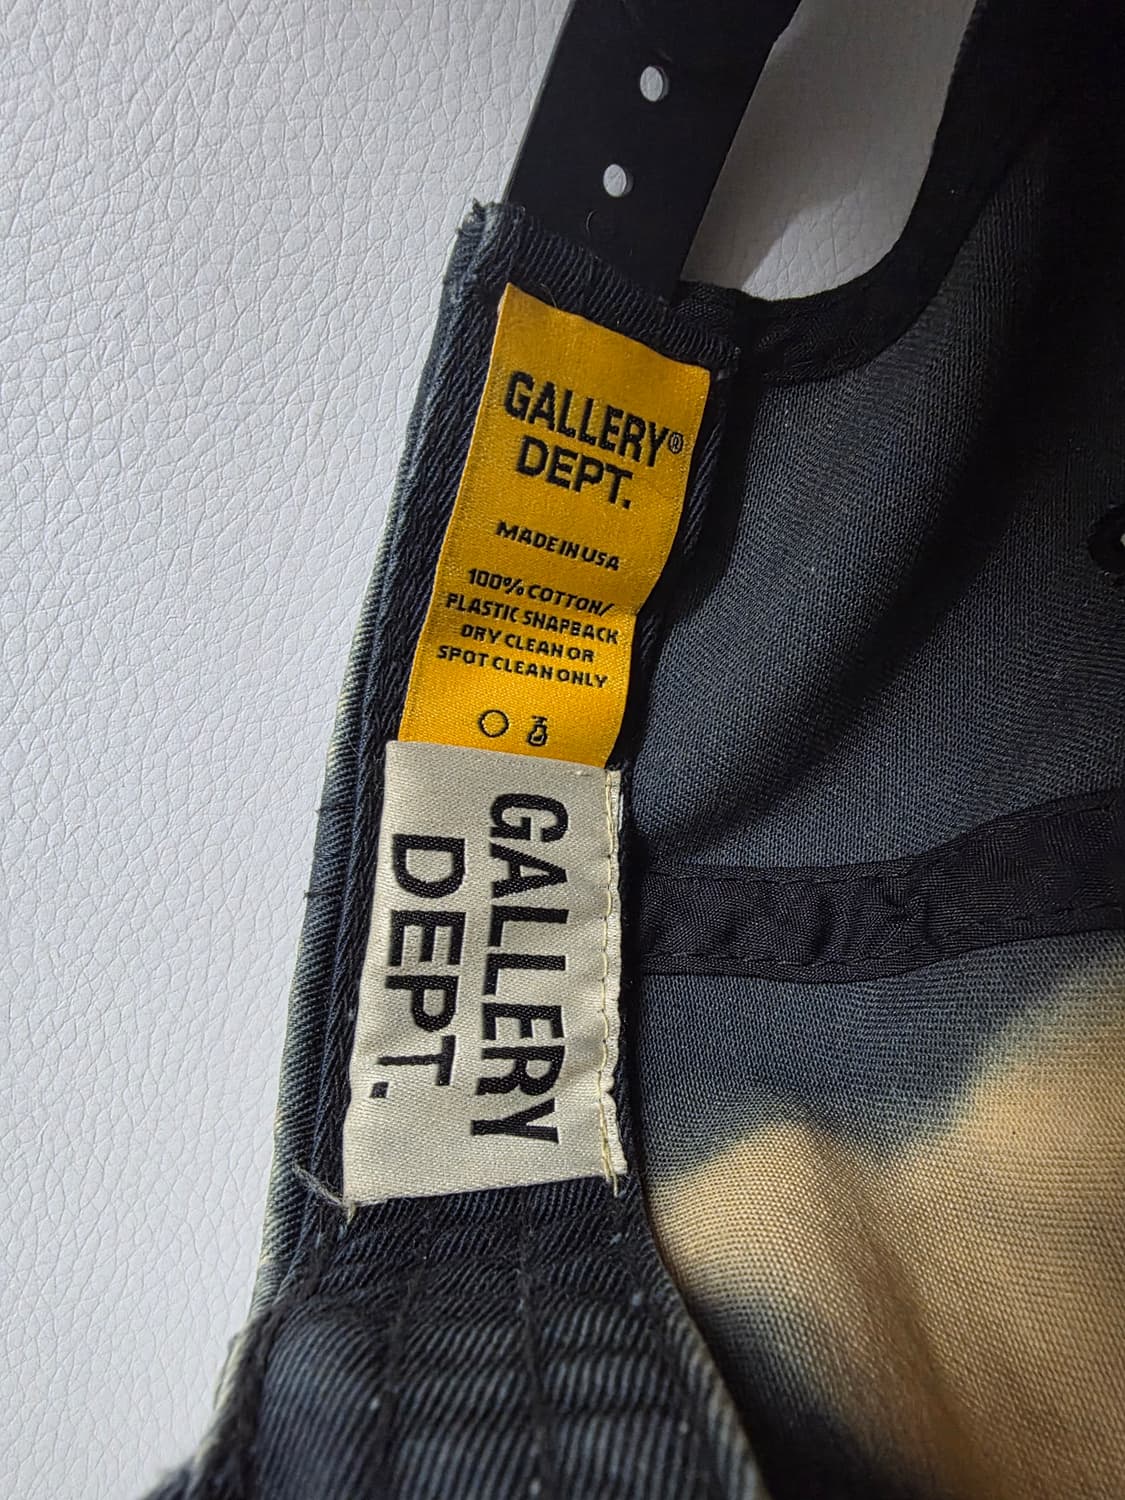 GALLERY®
DEPT.
MADE IN USA
100% COTTON/
PLASTIC SNAPBACK
DRY CLEAN OR
SPOT CLEAN ONLY
GALLERY
DEPT.